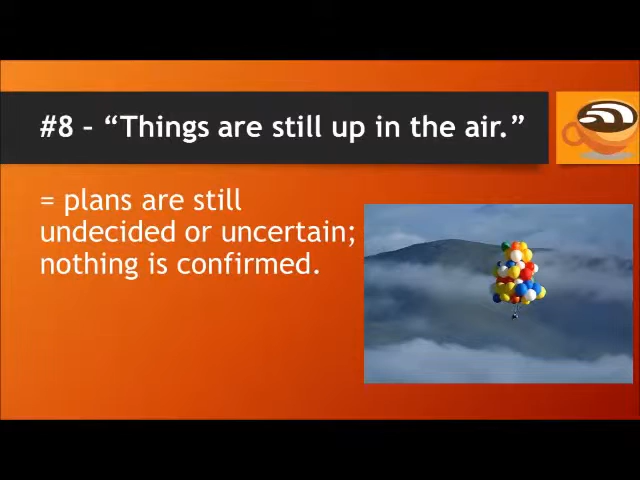 #8 – “Things are still up in the air.”
= plans are still
undecided or uncertain;
nothing is confirmed.